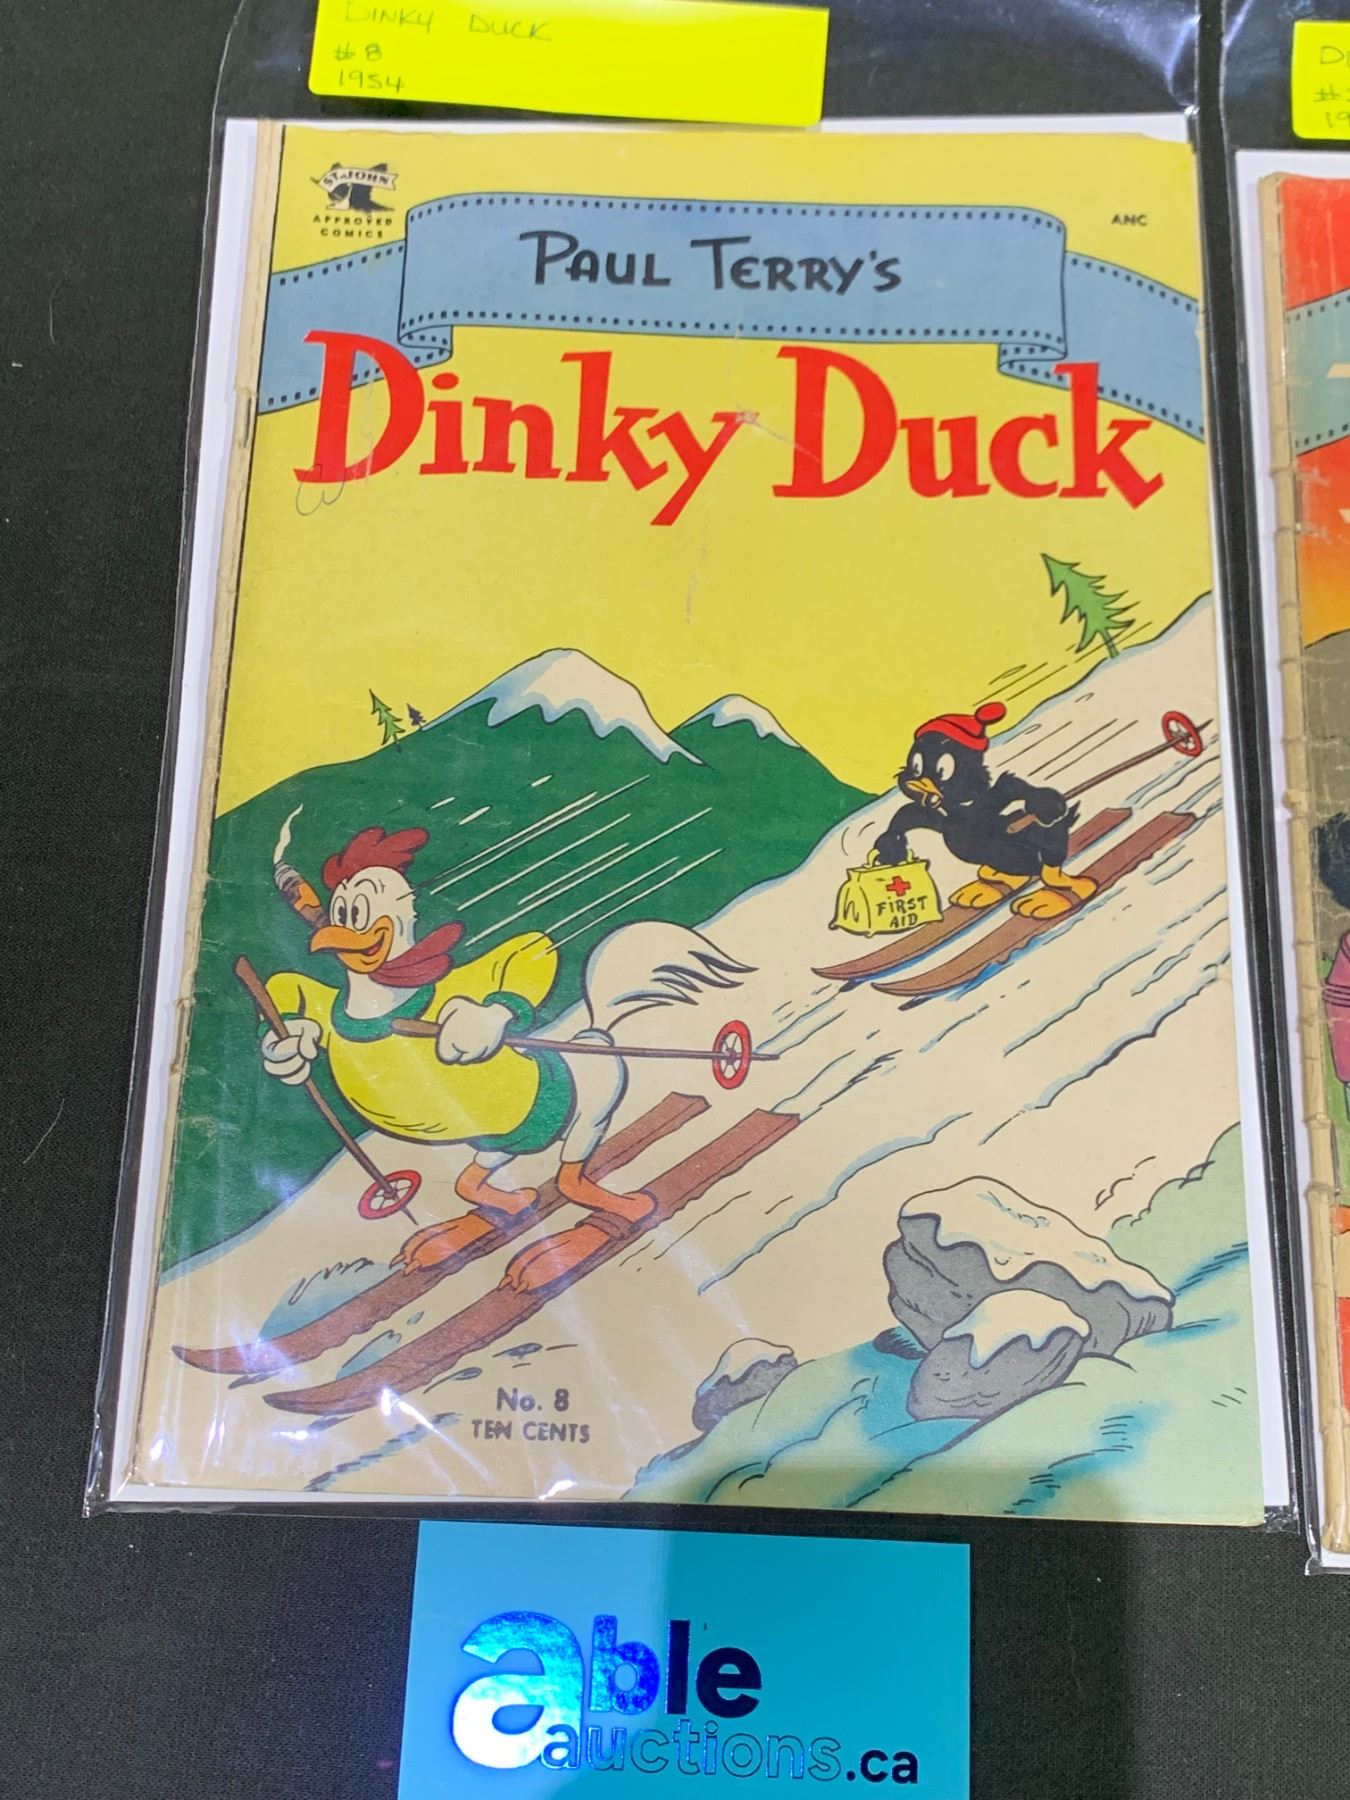 DINKY DUCK
#8
1954
ST. JOHN
APPROVED
COMICS
ANC
PAUL TERRY'S
Dinky Duck
FIRST
AID
No. 8
TEN CENTS
able
auctions.ca